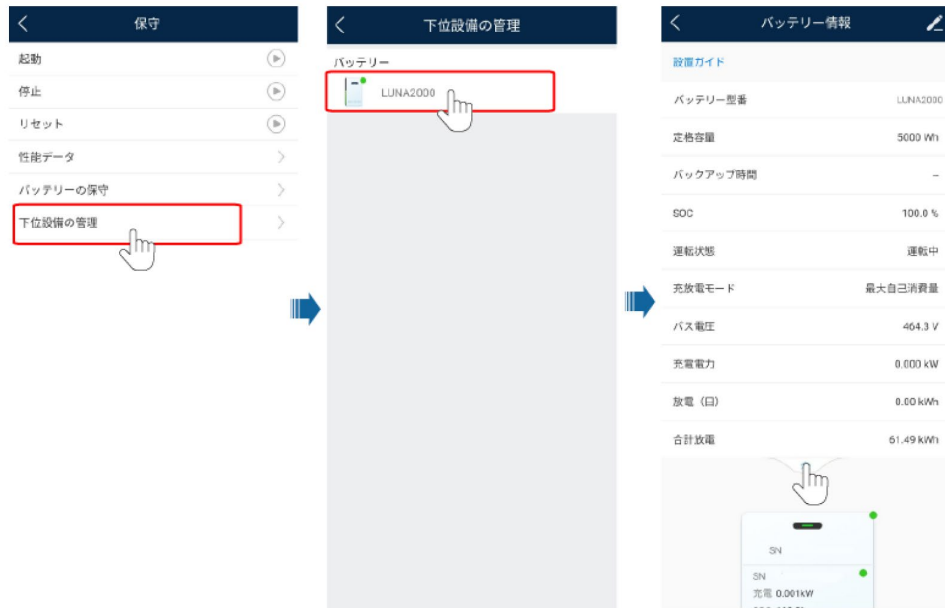 保守
起動
停止
リセット
性能データ
バッテリーの保守
下位設備の管理
下位設備の管理
バッテリー
LUNA2000
バッテリー情報
設置ガイド
バッテリー型番 LUNA2000
定格容量 5000 Wh
バックアップ時間 –
SOC 100.0 %
運転状態 運転中
充放電モード 最大自己消費量
バス電圧 464.3 V
充電電力 0.000 kW
放電（日） 0.00 kWh
合計放電 61.49 kWh
SN
SN
充電 0.001kW